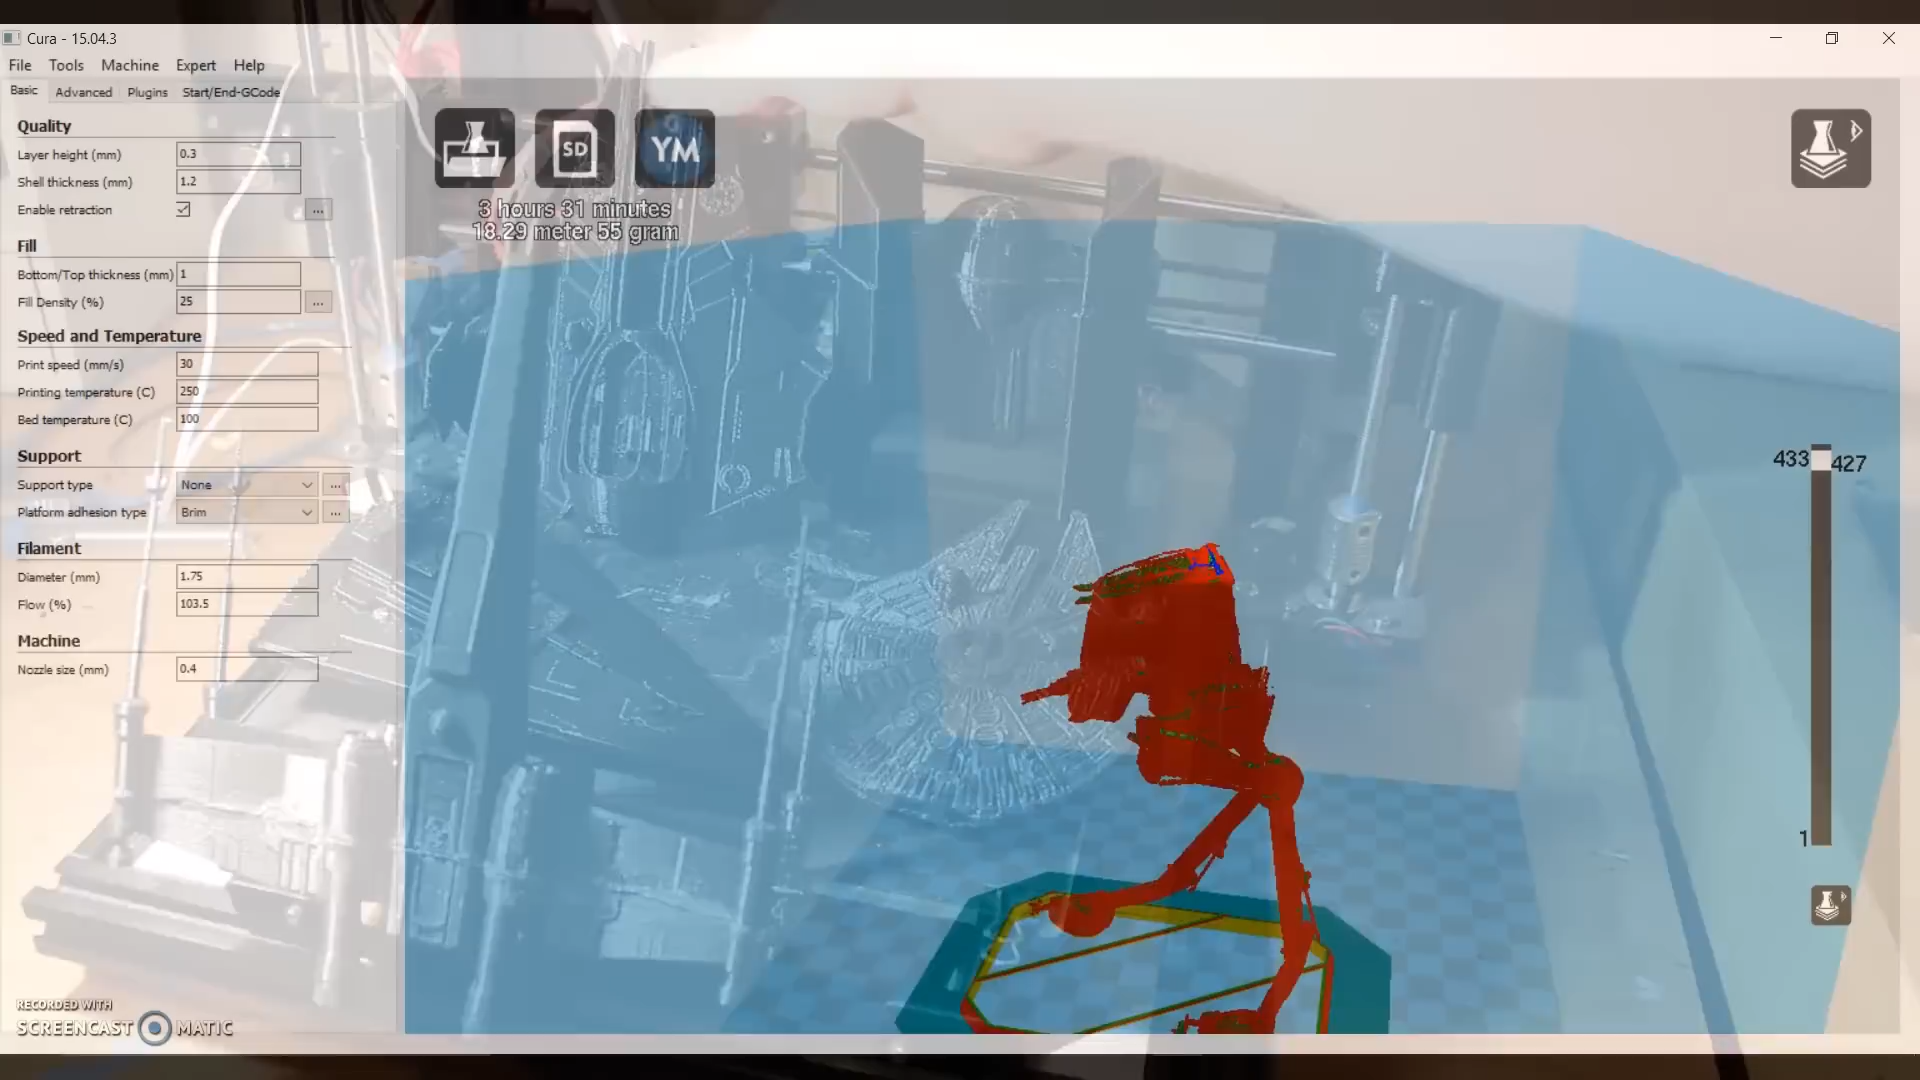 Cura - 15.04.3
File Tools Machine Expert Help
Basic Advanced Plugins Start/End-GCode
Quality
Layer height (mm) 0.3
Shell thickness (mm) 1.2
Enable retraction ...
Fill
Bottom/Top thickness (mm) 1
Fill Density (%) 25 ...
Speed and Temperature
Print speed (mm/s) 30
Printing temperature (C) 250
Bed temperature (C) 100
Support
Support type None ...
Platform adhesion type Brim ...
Filament
Diameter (mm) 1.75
Flow (%) 103.5
Machine
Nozzle size (mm) 0.4
SD
YM
3 hours 31 minutes
18.29 meter 55 gram
433 427
1
RECORDED WITH
SCREENCAST MATIC